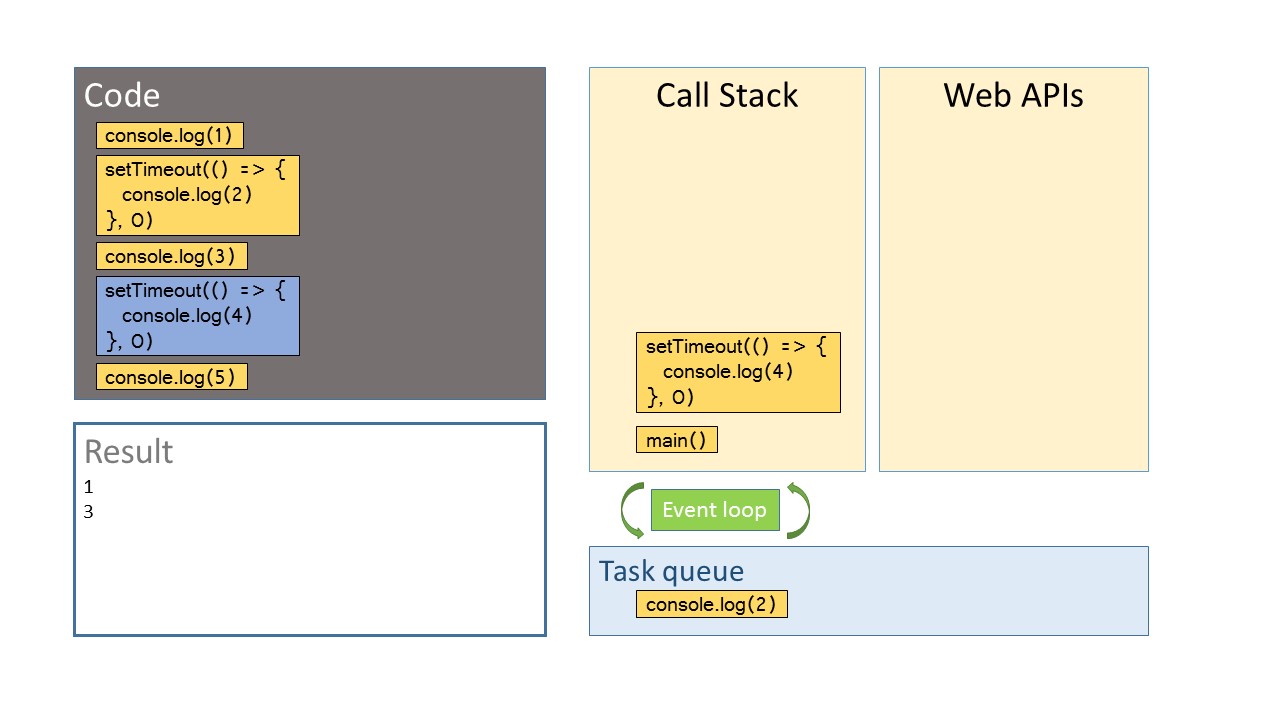 Code
console.log(1)
setTimeout(() => {
console.log(2)
}, 0)
console.log(3)
setTimeout(() => {
console.log(4)
}, 0)
console.log(5)
Result
1
3
Call Stack
setTimeout(() => {
console.log(4)
}, 0)
main()
Web APIs
Event loop
Task queue
console.log(2)